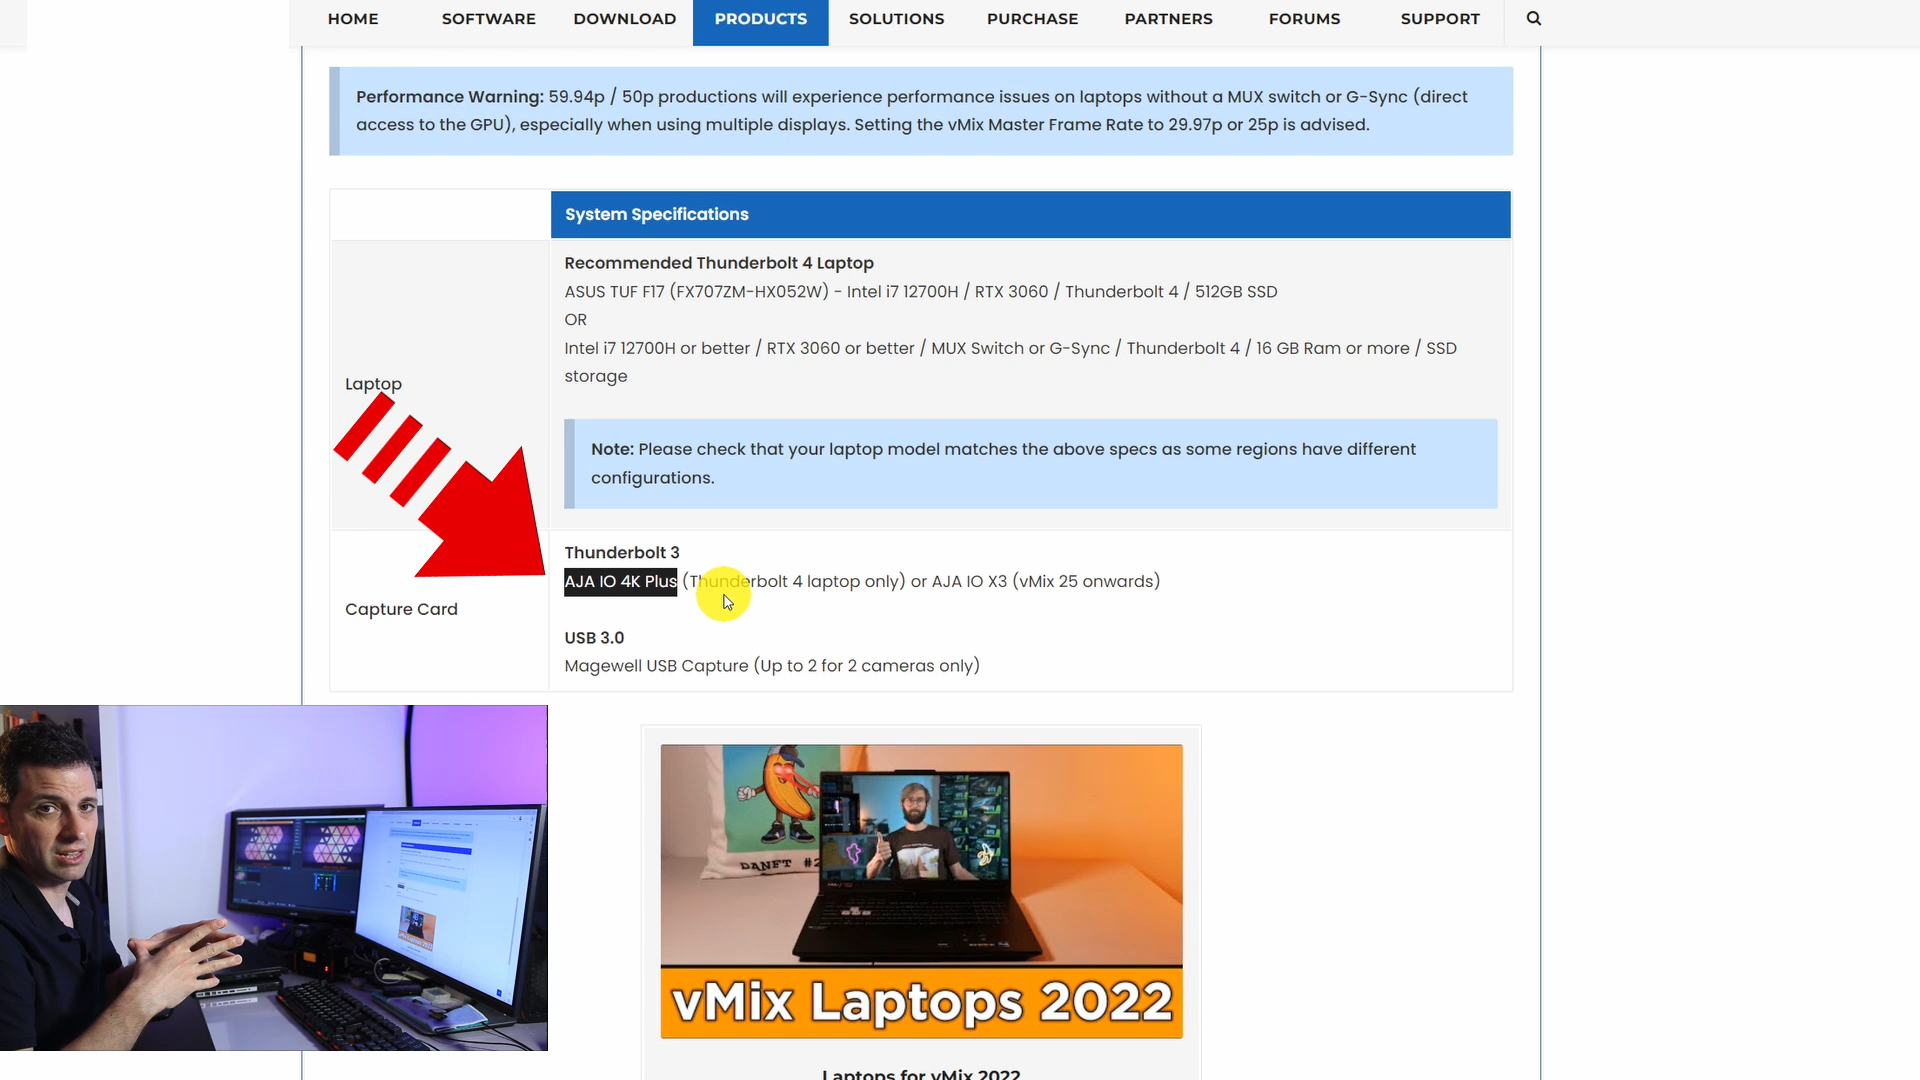 HOME SOFTWARE DOWNLOAD PRODUCTS SOLUTIONS PURCHASE PARTNERS FORUMS SUPPORT
Performance Warning: 59.94p / 50p productions will experience performance issues on laptops without a MUX switch or G-Sync (direct
access to the GPU), especially when using multiple displays. Setting the vMix Master Frame Rate to 29.97p or 25p is advised.
System Specifications
Laptop
Recommended Thunderbolt 4 Laptop
ASUS TUF F17 (FX707ZM-HX052W) - Intel i7 12700H / RTX 3060 / Thunderbolt 4 / 512GB SSD
OR
Intel i7 12700H or better / RTX 3060 or better / MUX Switch or G-Sync / Thunderbolt 4 / 16 GB Ram or more / SSD
storage
Note: Please check that your laptop model matches the above specs as some regions have different
configurations.
Capture Card
Thunderbolt 3
AJA IO 4K Plus (Thunderbolt 4 laptop only) or AJA IO X3 (vMix 25 onwards)
USB 3.0
Magewell USB Capture (Up to 2 for 2 cameras only)
DANFT #2
vMix Laptops 2022
Laptops for vMix 2022